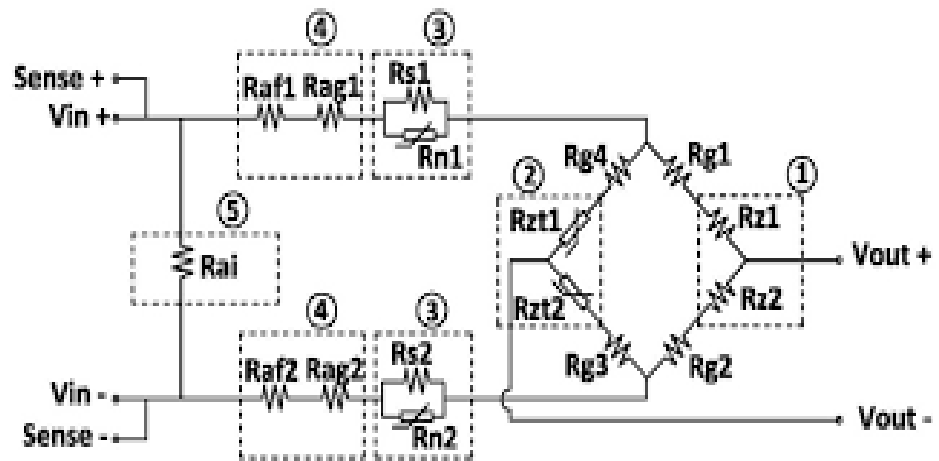 ④ ③
Sense + Raf1 Rag1 Rs1
Vin +
Rn1
Rg4 Rg1
② ①
Rzt1 Rz1
⑤
Rai Vout +
Rzt2 Rz2
④ ③
Rs2
Raf2 Rag2 Rg3 Rg2
Vin -
Vout -
Sense - Rn2